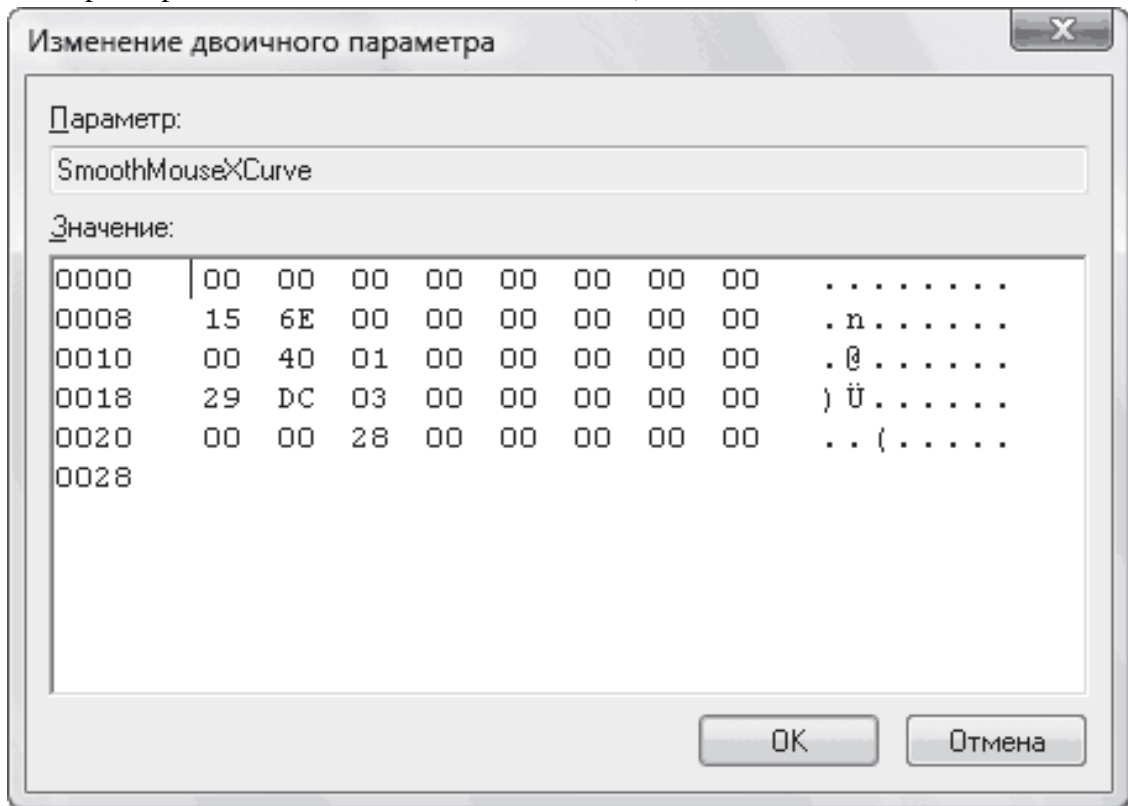 Изменение двоичного параметра
Параметр:
SmoothMouseXCurve
Значение:
0000 00 00 00 00 00 00 00 00 ........
0008 15 6E 00 00 00 00 00 00 .n......
0010 00 40 01 00 00 00 00 00 .@......
0018 29 DC 03 00 00 00 00 00 )Ü......
0020 00 00 28 00 00 00 00 00 ..(.....
0028
OK Отмена